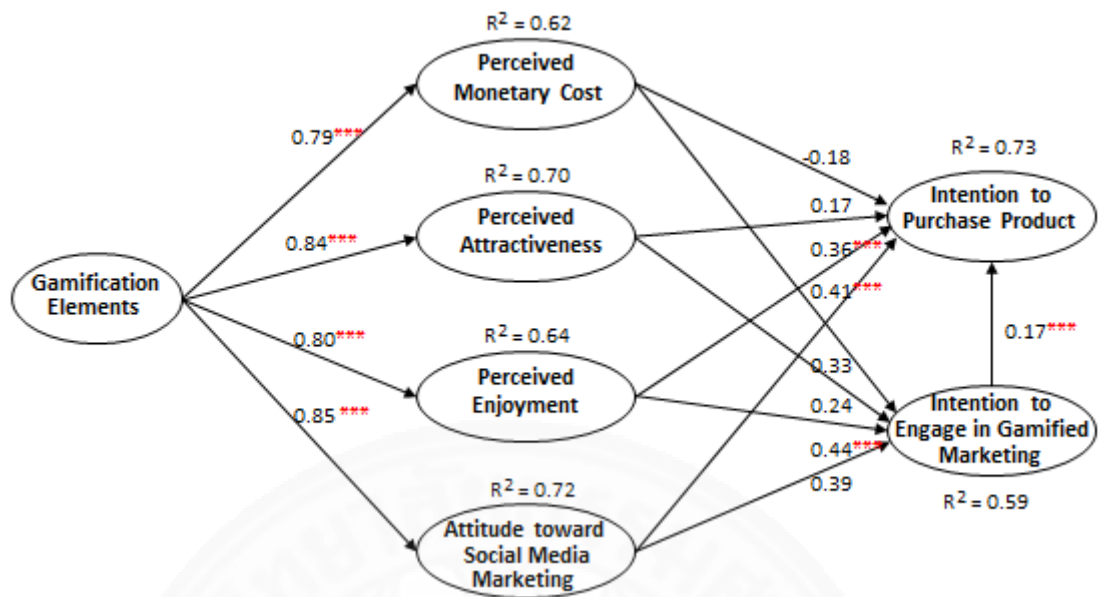 R² = 0.62
Perceived
Monetary Cost
0.79***
-0.18
R² = 0.73
R² = 0.70
Intention to
Purchase Product
0.17
Perceived
Attractiveness
0.84***
0.36***
Gamification
Elements
0.41***
0.80***
R² = 0.64
0.17***
0.33
Perceived
Enjoyment
0.24
0.85***
Intention to
Engage in Gamified
Marketing
0.44***
0.39
R² = 0.72
R² = 0.59
Attitude toward
Social Media
Marketing